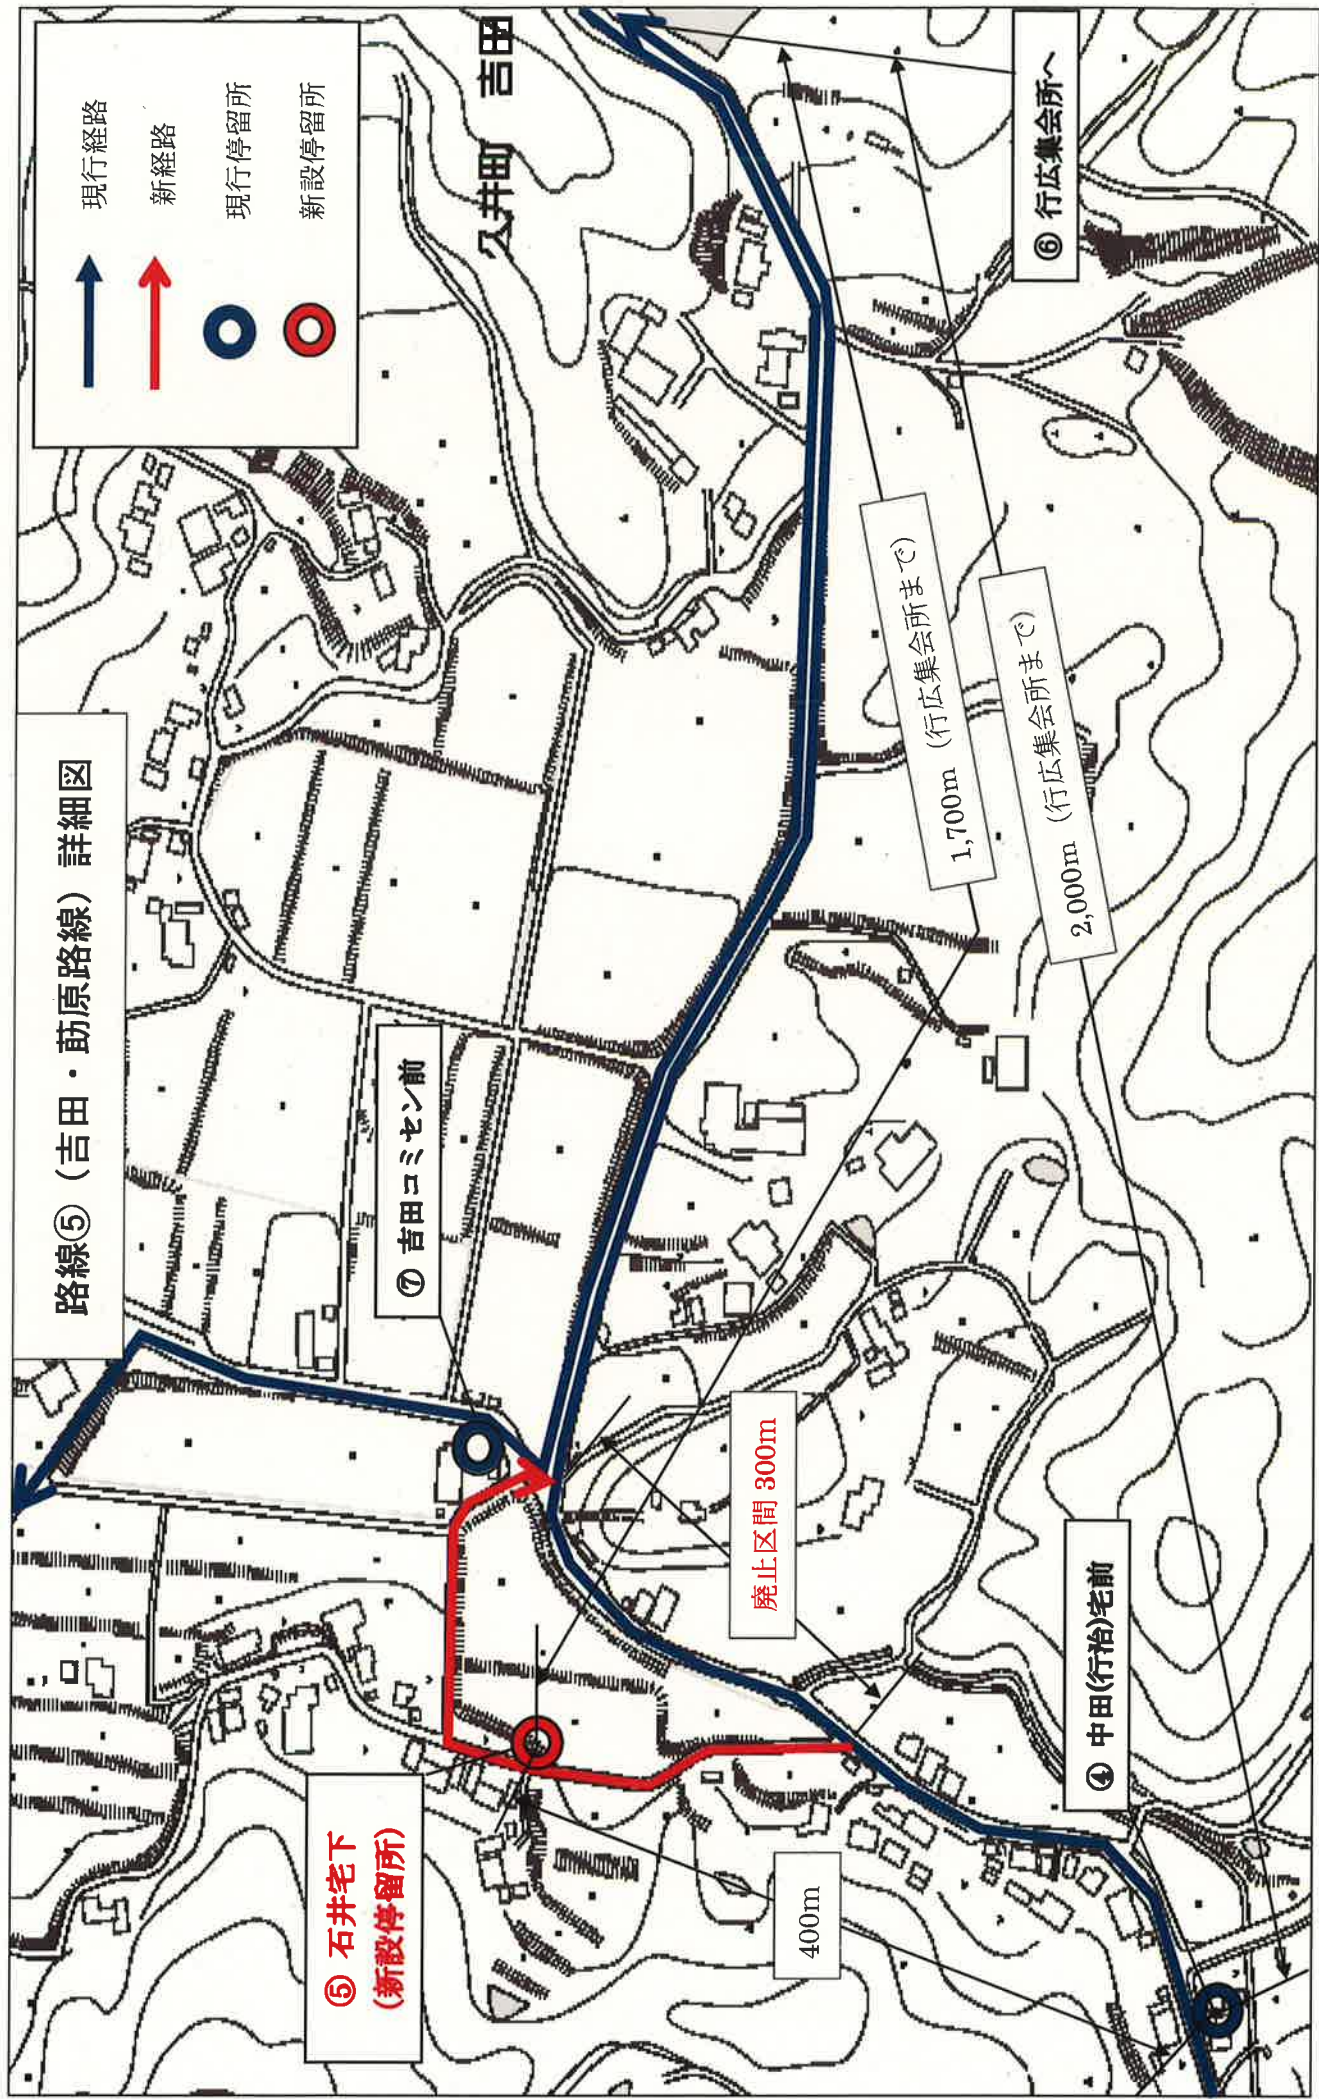 路線⑤（吉田・莇原路線）詳細図
現行経路
新経路
現行停留所
新設停留所
久井町 吉田
⑦ 吉田コミセン前
⑥ 行広集会所へ
1,700m （行広集会所まで）
2,000m （行広集会所まで）
廃止区間 300m
⑤ 石井宅下
（新設停留所）
400m
④ 中田(行治)宅前